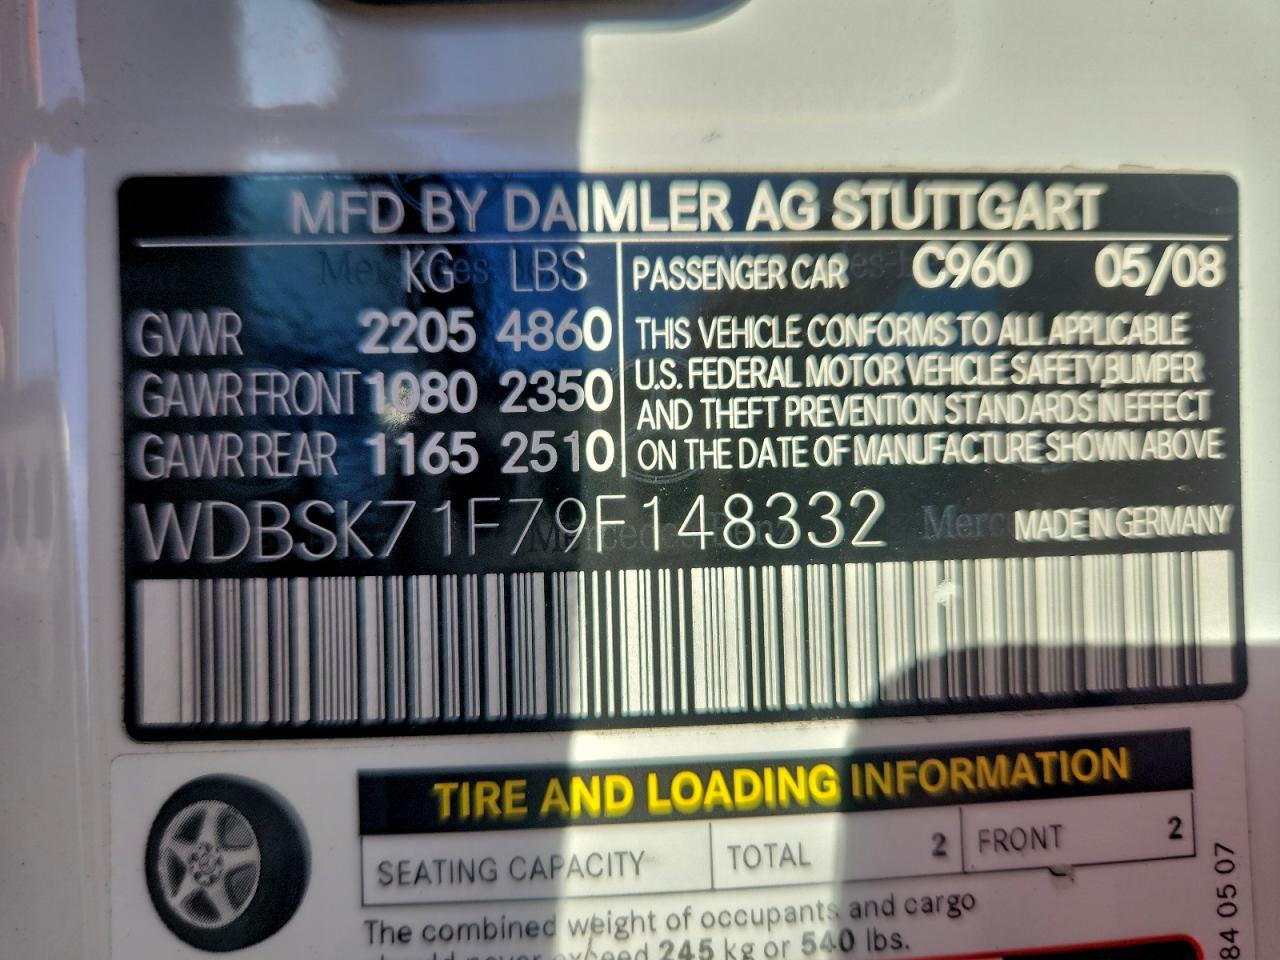 MFD BY DAIMLER AG STUTTGART
KG LBS
GVWR 2205 4860
GAWR FRONT 1080 2350
GAWR REAR 1165 2510
PASSENGER CAR C960 05/08
THIS VEHICLE CONFORMS TO ALL APPLICABLE
U.S. FEDERAL MOTOR VEHICLE SAFETY,BUMPER
AND THEFT PREVENTION STANDARDS IN EFFECT
ON THE DATE OF MANUFACTURE SHOWN ABOVE
WDBSK71F79F148332 MADE IN GERMANY
TIRE AND LOADING INFORMATION
SEATING CAPACITY TOTAL 2 FRONT 2
The combined weight of occupants and cargo
never exceed 245 kg or 540 lbs.
84 05 07